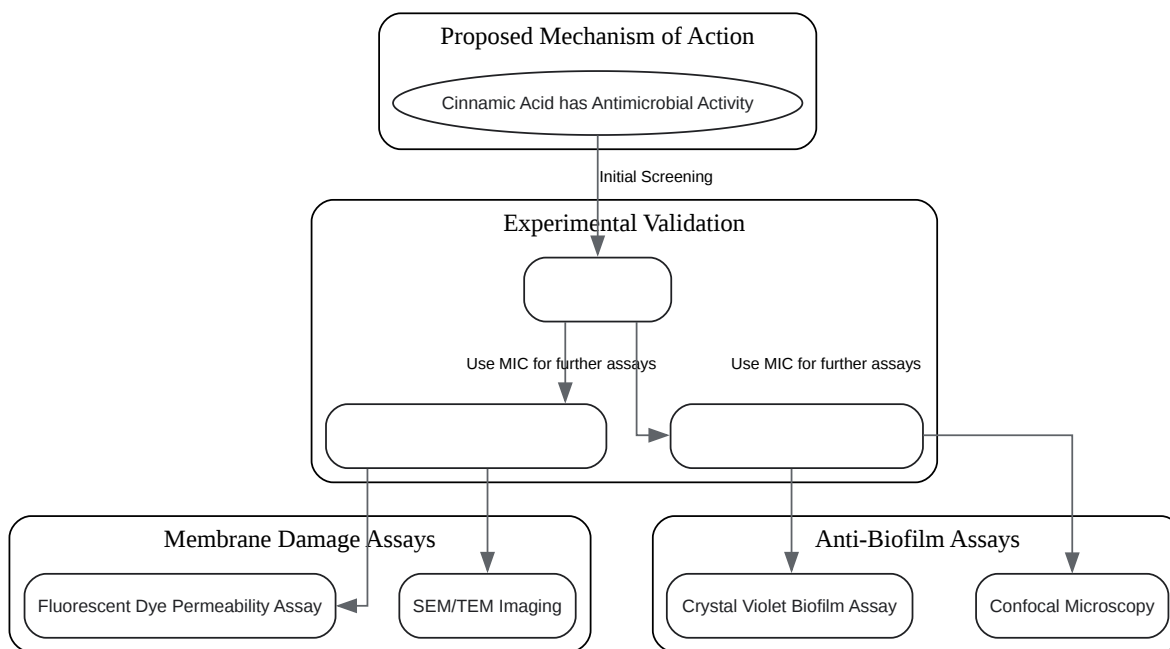 Proposed Mechanism of Action
Cinnamic Acid has Antimicrobial Activity
Initial Screening
Experimental Validation
Use MIC for further assays
Use MIC for further assays
Membrane Damage Assays
Anti-Biofilm Assays
Fluorescent Dye Permeability Assay
SEM/TEM Imaging
Crystal Violet Biofilm Assay
Confocal Microscopy